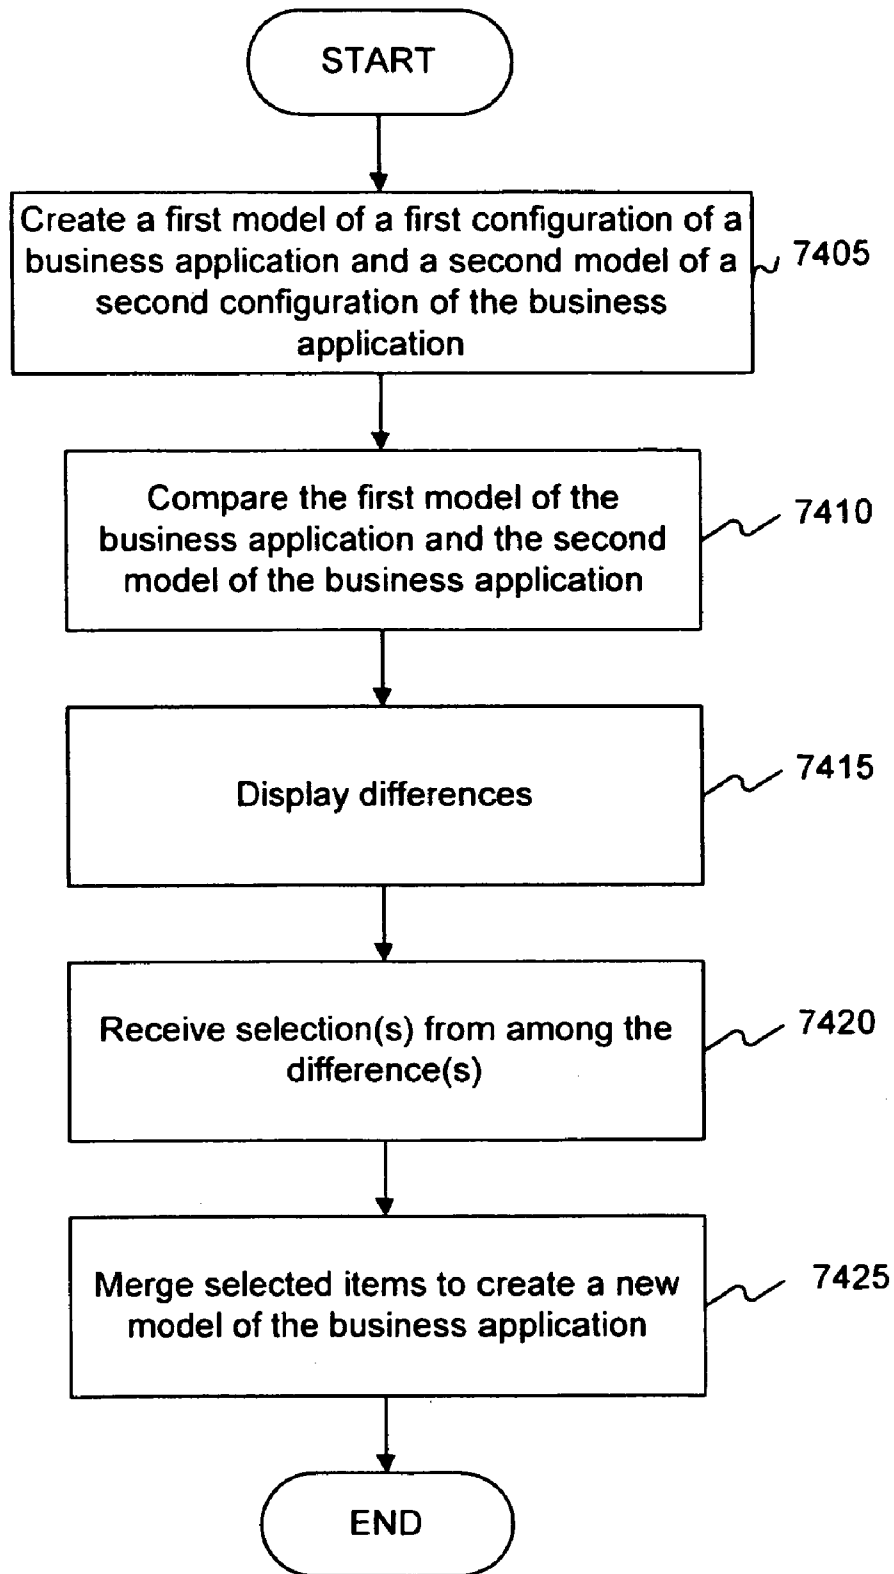 START
Create a first model of a first configuration of a
business application and a second model of a
second configuration of the business
application
7405
Compare the first model of the
business application and the second
model of the business application
7410
Display differences
7415
Receive selection(s) from among the
difference(s)
7420
Merge selected items to create a new
model of the business application
7425
END